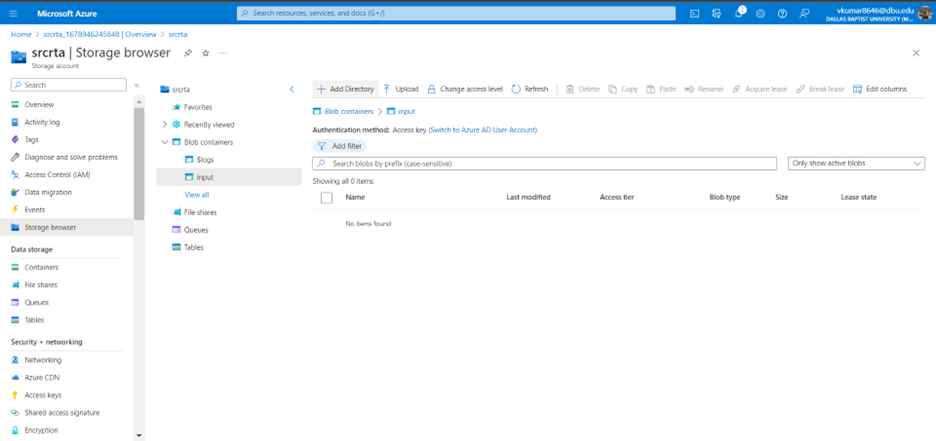 Microsoft Azure
Search resources, services, and docs (G+/)
2
vkumar8646@dbu.edu
DALLAS BAPTIST UNIVERSITY (M...
Home > srcrta_1678946245848 | Overview > srcrta
srcrta | Storage browser
...
Storage account
Search
Overview
Activity log
Tags
Diagnose and solve problems
Access Control (IAM)
Data migration
Events
Storage browser
Data storage
Containers
File shares
Queues
Tables
Security + networking
Networking
Azure CDN
Access keys
Shared access signature
Encryption
srcrta
Favorites
Recently viewed
Blob containers
$logs
input
View all
File shares
Queues
Tables
Add Directory
Upload
Change access level
Refresh
Delete
Copy
Paste
Rename
Acquire lease
Break lease
Edit columns
Blob containers > input
Authentication method: Access key (Switch to Azure AD User Account)
Add filter
Search blobs by prefix (case-sensitive)
Only show active blobs
Showing all 0 items
Name Last modified Access tier Blob type Size Lease state
No items found